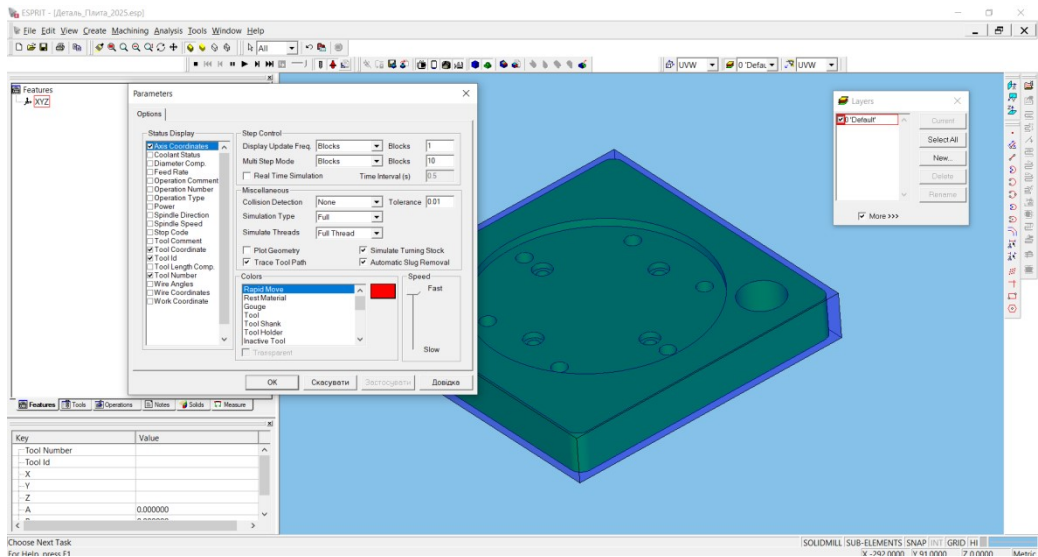 ESPRIT - [Деталь_Плита_2025.esp]
File Edit View Create Machining Analysis Tools Window Help
All
UVW
0 'Defau
UVW
Features
XYZ
Parameters
Options
Status Display
Axis Coordinates
Coolant Status
Diameter Comp.
Feed Rate
Operation Comment
Operation Number
Operation Type
Power
Spindle Direction
Spindle Speed
Stop Code
Tool Comment
Tool Coordinate
Tool Id
Tool Length Comp.
Tool Number
Wire Angles
Wire Coordinates
Work Coordinate
Step Control
Display Update Freq. Blocks Blocks 1
Multi Step Mode Blocks Blocks 10
Real Time Simulation Time Interval (s) 0.5
Miscellaneous
Collision Detection None Tolerance 0.01
Simulation Type Full
Simulate Threads Full Thread
Plot Geometry Simulate Turning Stock
Trace Tool Path Automatic Slug Removal
Colors
Rapid Move
Rest Material
Gouge
Tool
Tool Shank
Tool Holder
Inactive Tool
Transparent
Speed
Fast
Slow
OK Скасувати Застосувати Довідка
Layers
0 'Default'
Current
Select All
New...
Delete
Rename
More >>>
Features Tools Operations Notes Solids Measure
Key Value
Tool Number
Tool Id
X
Y
Z
A 0.000000
Choose Next Task
SOLIDMILL SUB-ELEMENTS SNAP INT GRID HI
For Help, press F1
X -292.0000 Y 91.0000 Z 0.0000 Metric